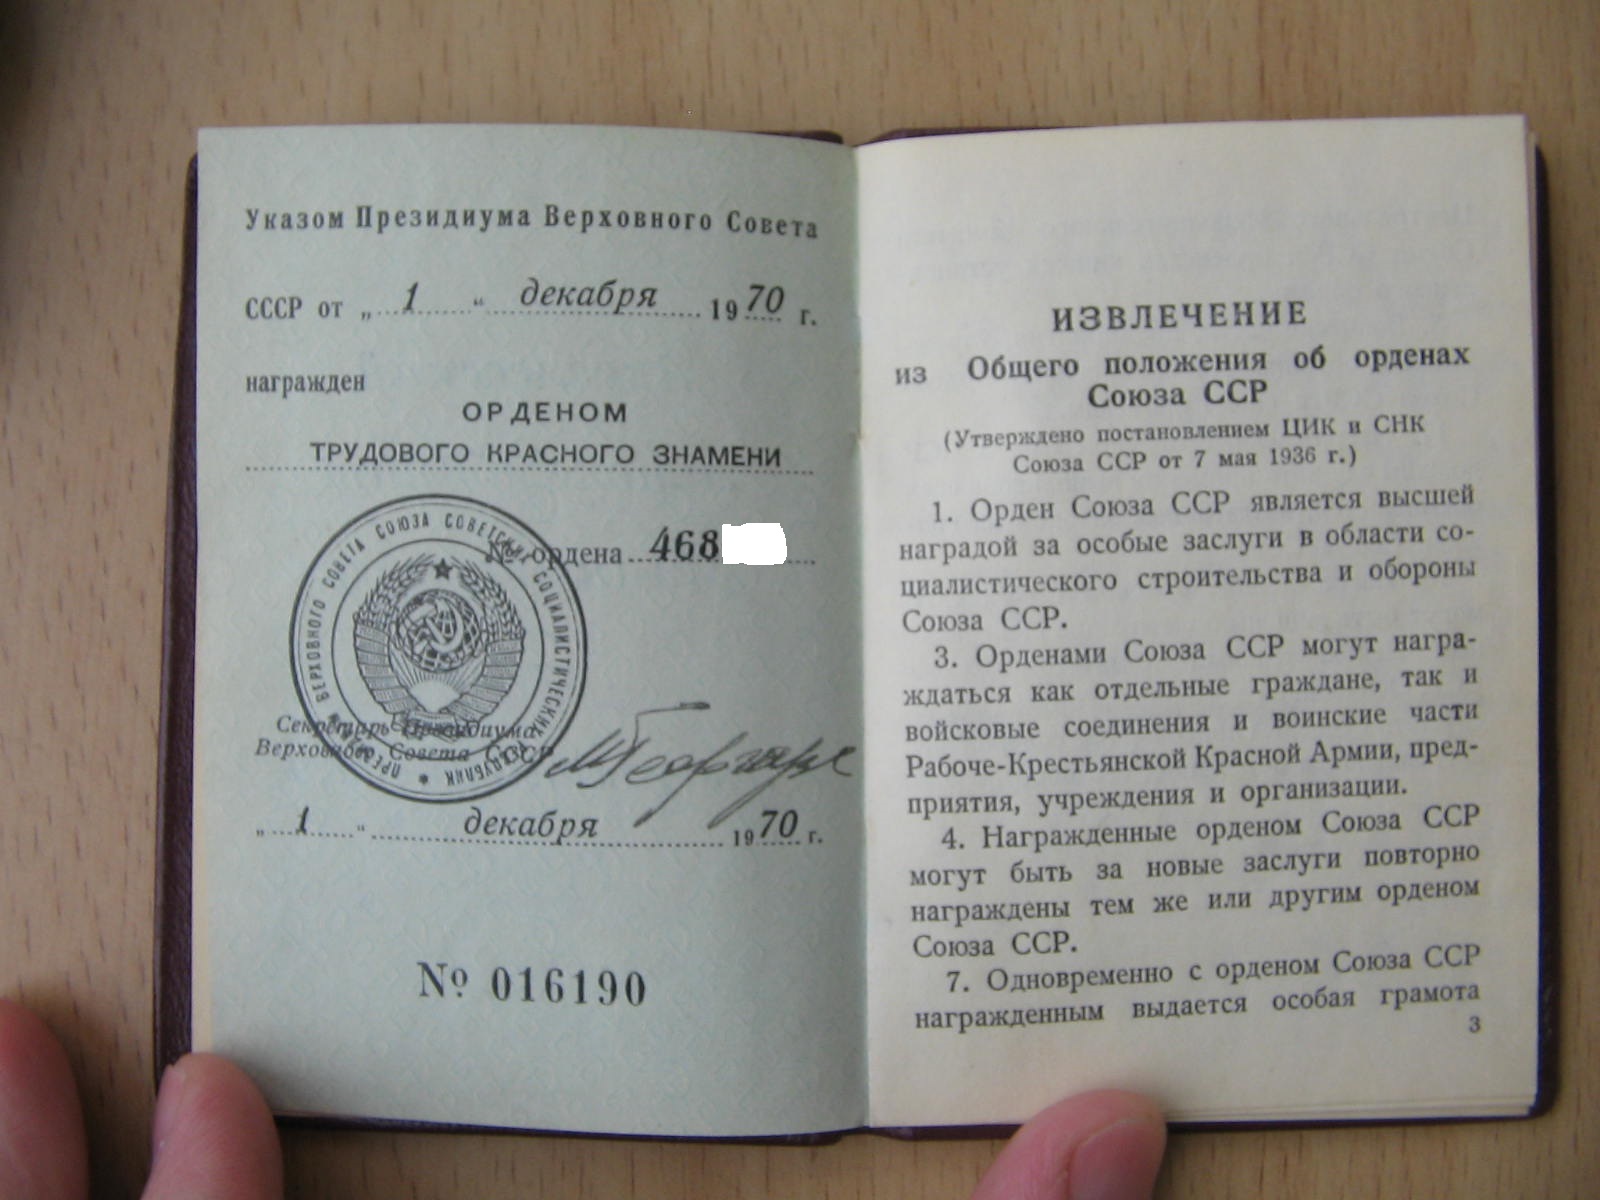 Указом Президиума Верховного Совета
СССР от „ 1 “ декабря 1970 г.
награжден
ОРДЕНОМ
ТРУДОВОГО КРАСНОГО ЗНАМЕНИ
№ ордена 468
ВЕРХОВНОГО СОВЕТА СОЮЗА СОВЕТСКИХ СОЦИАЛИСТИЧЕСКИХ
Секретарь Президиума
Верховного Совета СССР
М Георгадзе
„ 1 “ декабря 1970 г.
№ 016190
ИЗВЛЕЧЕНИЕ
из Общего положения об орденах
Союза ССР
(Утверждено постановлением ЦИК и СНК
Союза ССР от 7 мая 1936 г.)
1. Орден Союза ССР является высшей
наградой за особые заслуги в области со-
циалистического строительства и обороны
Союза ССР.
3. Орденами Союза ССР могут награ-
ждаться как отдельные граждане, так и
войсковые соединения и воинские части
Рабоче-Крестьянской Красной Армии, пред-
приятия, учреждения и организации.
4. Награжденные орденом Союза ССР
могут быть за новые заслуги повторно
награждены тем же или другим орденом
Союза ССР.
7. Одновременно с орденом Союза ССР
награжденным выдается особая грамота
3